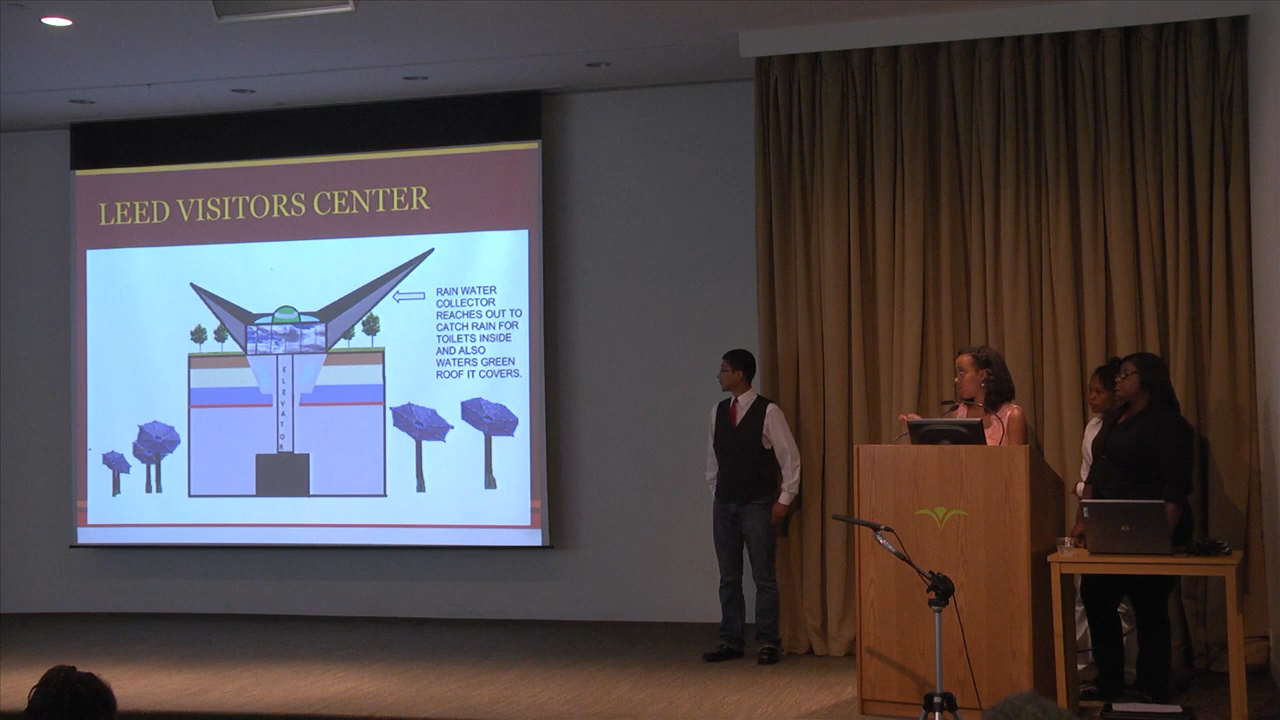 LEED VISITORS CENTER
RAIN WATER
COLLECTOR
REACHES OUT TO
CATCH RAIN FOR
TOILETS INSIDE
AND ALSO
WATERS GREEN
ROOF IT COVERS.
ELEVATOR